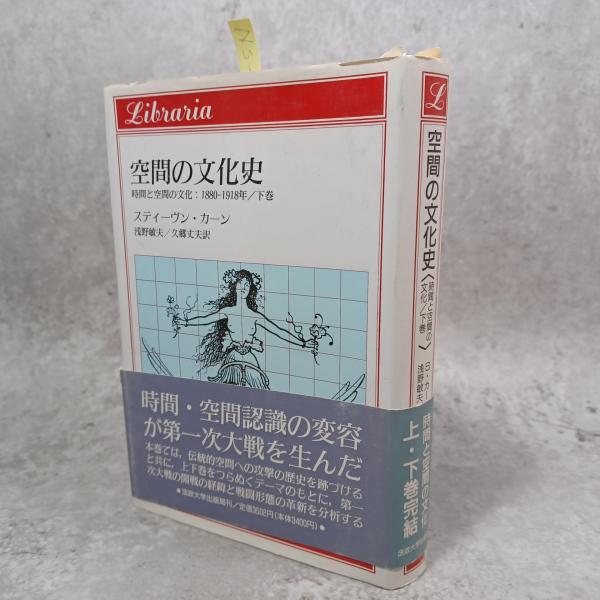 NS
Libraria
空間の文化史
時間と空間の文化：1880-1918年／下巻
スティーヴン・カーン
浅野敏夫／久郷丈夫訳
時間・空間認識の変容
が第一次大戦を生んだ
本巻では，伝統的空間への攻撃の歴史を跡づける
と共に，上下巻をつらぬくテーマのもとに，第一
次大戦の開戦の経緯と戦闘形態の革新を分析する
●法政大学出版局刊／定価3502円（本体3400円）●
L
空間の文化史
〈時間と空間の
文化／下巻〉
S・カー
浅野敏夫
時間と空間の文化
上・下巻完結
法政大学出版